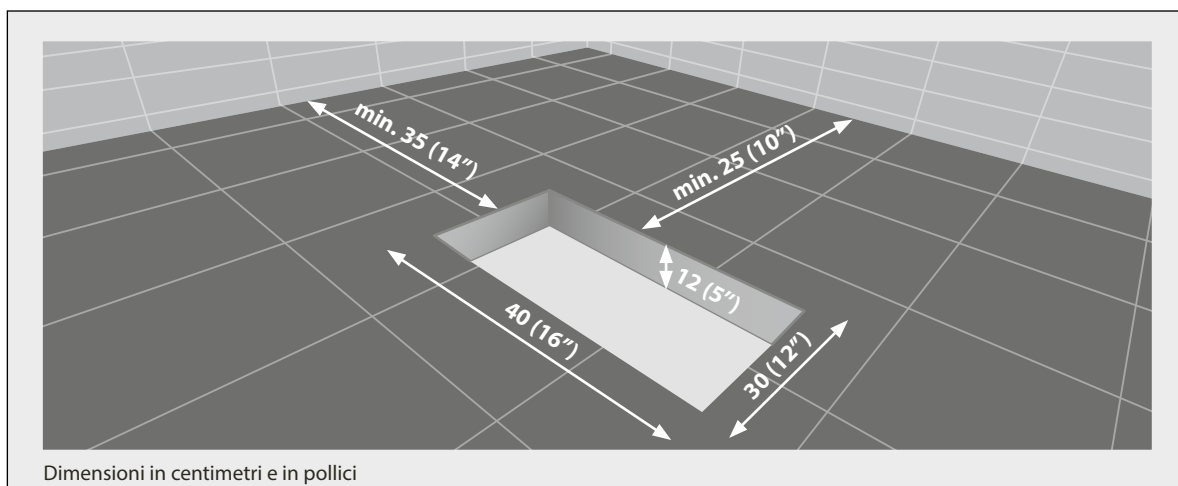 min. 35 (14”)
min. 25 (10”)
12 (5”)
40 (16”)
30 (12”)
Dimensioni in centimetri e in pollici